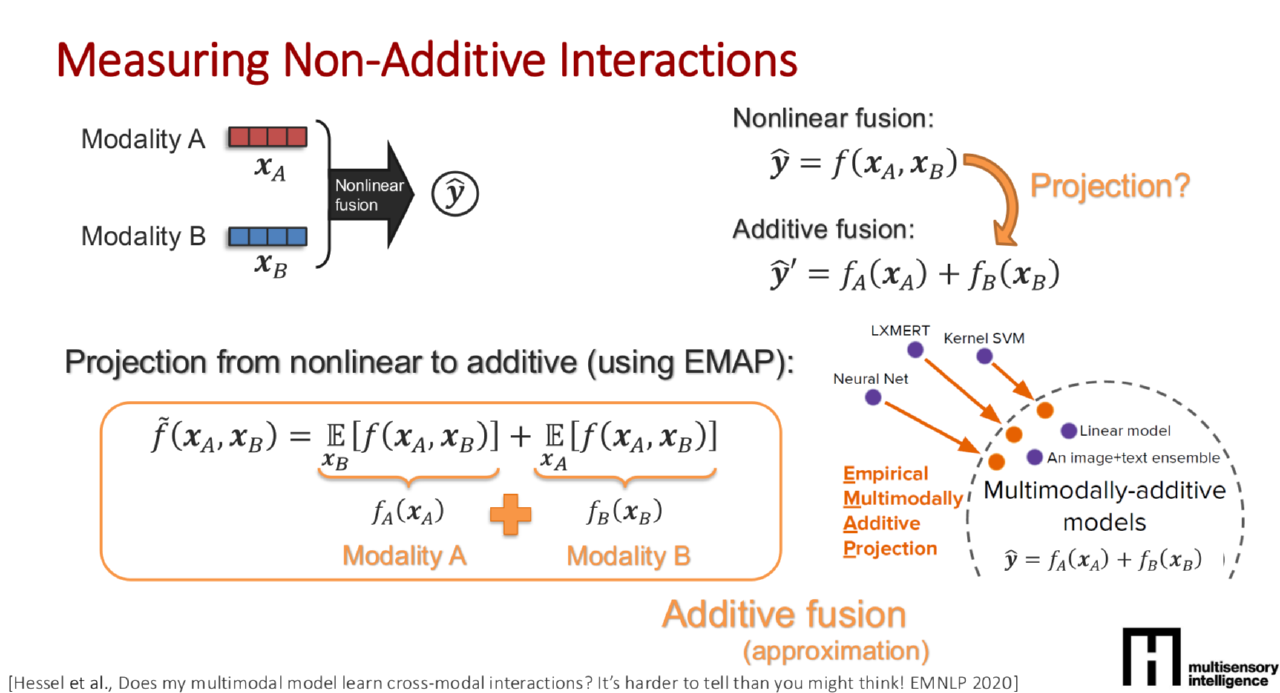 Measuring Non-Additive Interactions
Modality A
𝒙_A
Modality B
𝒙_B
Nonlinear
fusion
ŷ
Nonlinear fusion:
ŷ = f(𝒙_A, 𝒙_B)
Projection?
Additive fusion:
ŷ′ = f_A(𝒙_A) + f_B(𝒙_B)
Projection from nonlinear to additive (using EMAP):
f̃(𝒙_A, 𝒙_B) = 𝔼_{𝒙_B}[f(𝒙_A, 𝒙_B)] + 𝔼_{𝒙_A}[f(𝒙_A, 𝒙_B)]
f_A(𝒙_A) + f_B(𝒙_B)
Modality A
Modality B
LXMERT
Kernel SVM
Neural Net
Linear model
An image+text ensemble
Empirical
Multimodally
Additive
Projection
Multimodally-additive
models
ŷ = f_A(𝒙_A) + f_B(𝒙_B)
Additive fusion
(approximation)
multisensory
intelligence
[Hessel et al., Does my multimodal model learn cross-modal interactions? It's harder to tell than you might think! EMNLP 2020]